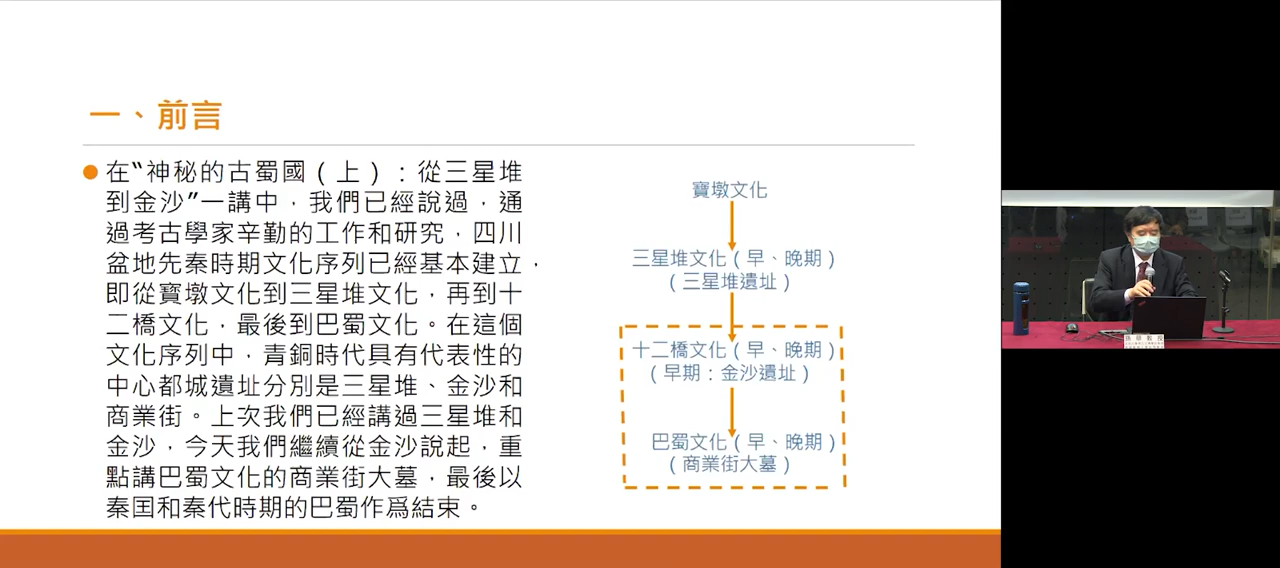 一、前言
在“神秘的古蜀國（上）：從三星堆
到金沙”一講中，我們已經說過，通
過考古學家辛勤的工作和研究，四川
盆地先秦時期文化序列已經基本建立，
即從寶墩文化到三星堆文化，再到十
二橋文化，最後到巴蜀文化。在這個
文化序列中，青銅時代具有代表性的
中心都城遺址分別是三星堆、金沙和
商業街。上次我們已經講過三星堆和
金沙，今天我們繼續從金沙說起，重
點講巴蜀文化的商業街大墓，最後以
秦国和秦代時期的巴蜀作爲結束。
寶墩文化
三星堆文化（早、晚期）
（三星堆遺址）
十二橋文化（早、晚期）
（早期：金沙遺址）
巴蜀文化（早、晚期）
（商業街大墓）
孫華教授